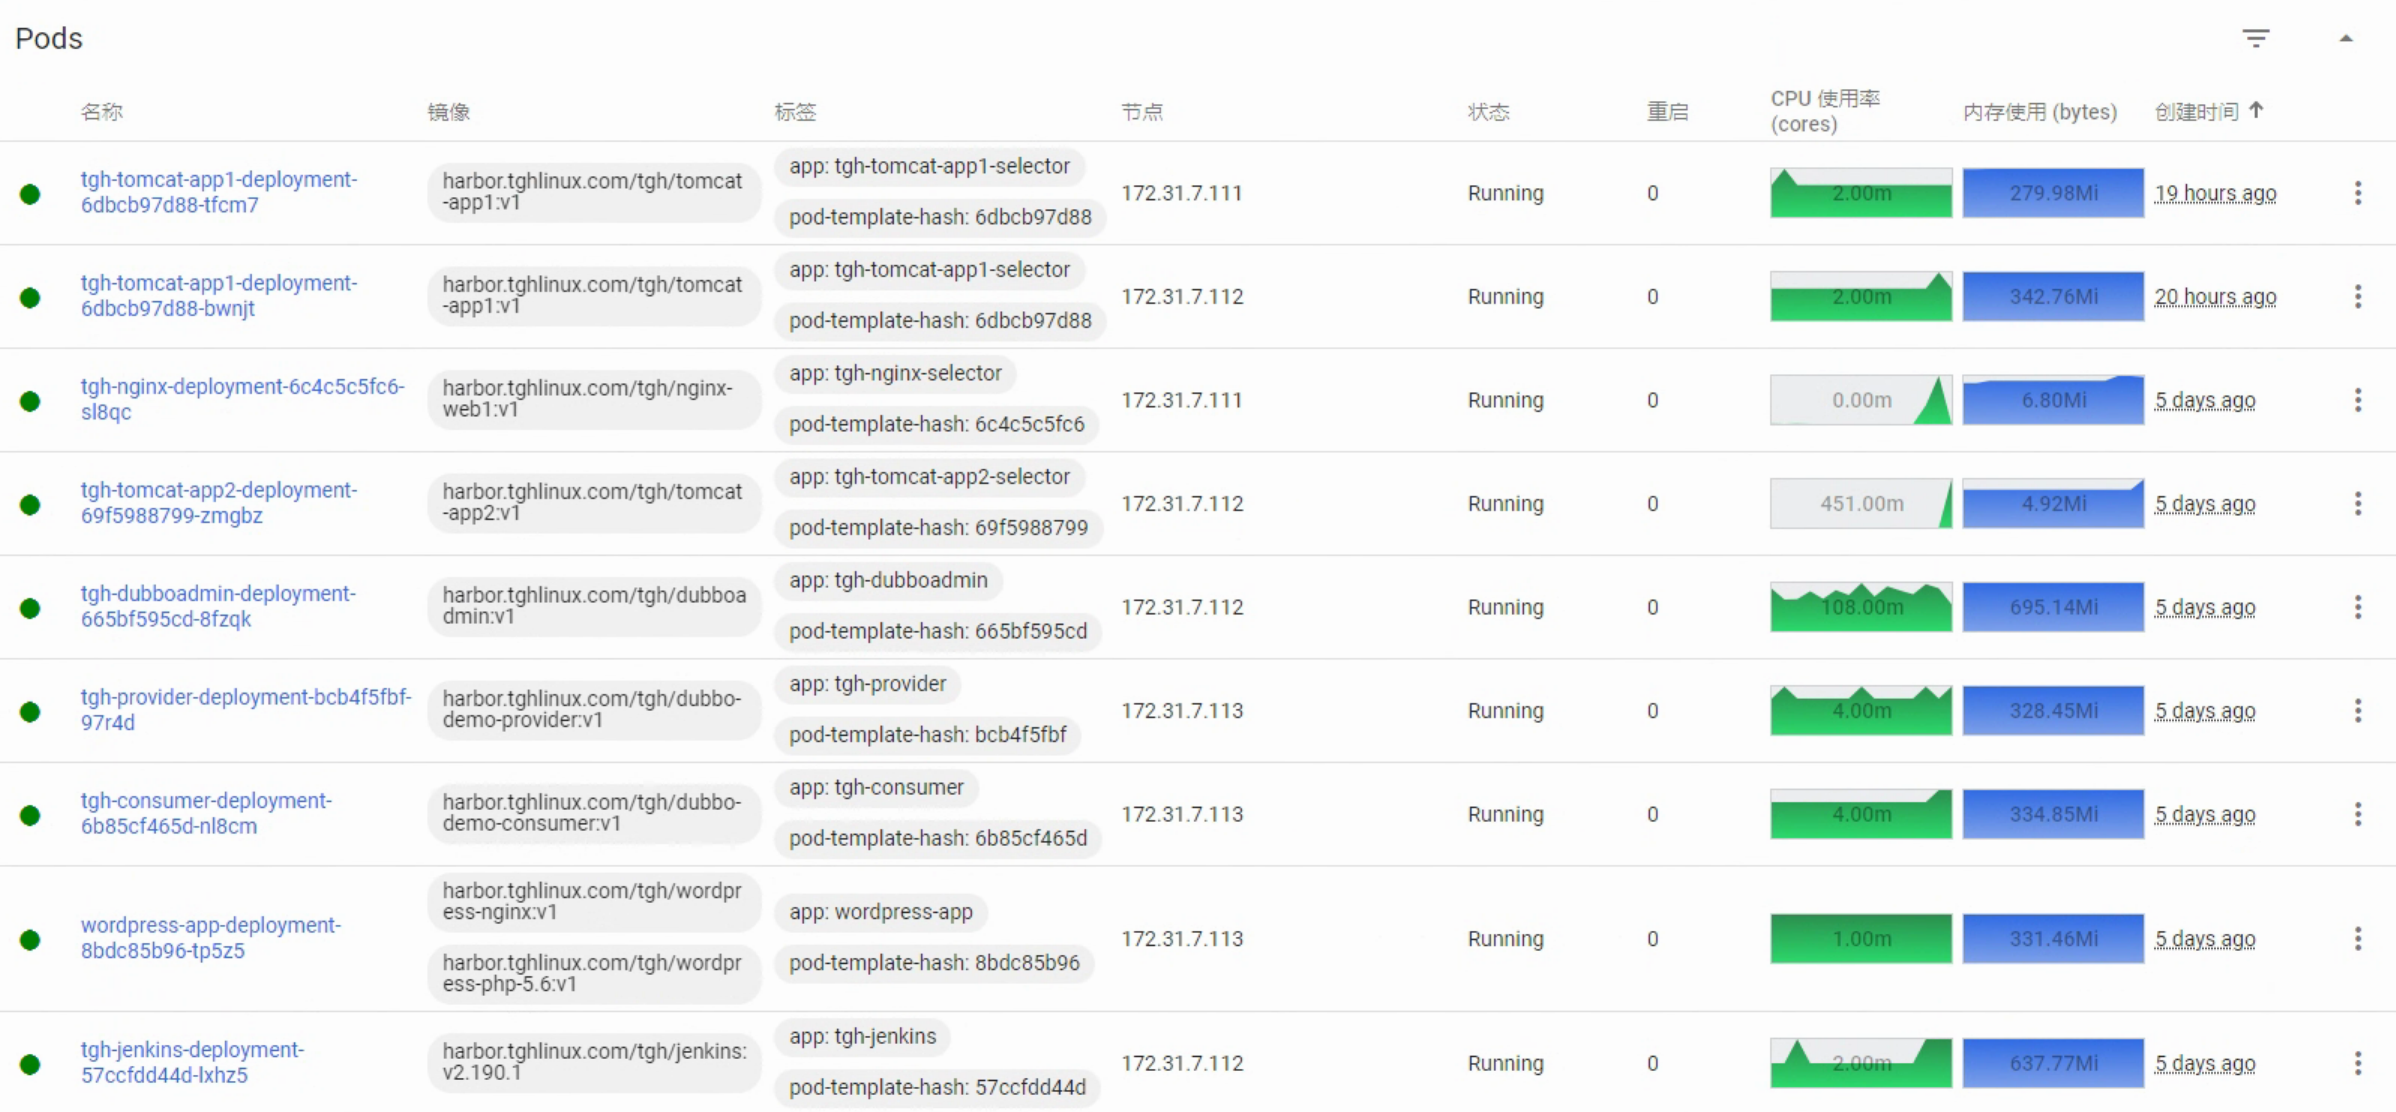 Pods
名称
镜像
标签
节点
状态
重启
CPU 使用率
(cores)
内存使用 (bytes)
创建时间
tgh-tomcat-app1-deployment-
6dbcb97d88-tfcm7
harbor.tghlinux.com/tgh/tomcat
-app1:v1
app: tgh-tomcat-app1-selector
pod-template-hash: 6dbcb97d88
172.31.7.111
Running
0
2.00m
279.98Mi
19 hours ago
tgh-tomcat-app1-deployment-
6dbcb97d88-bwnjt
harbor.tghlinux.com/tgh/tomcat
-app1:v1
app: tgh-tomcat-app1-selector
pod-template-hash: 6dbcb97d88
172.31.7.112
Running
0
2.00m
342.76Mi
20 hours ago
tgh-nginx-deployment-6c4c5c5fc6-
sl8qc
harbor.tghlinux.com/tgh/nginx-
web1:v1
app: tgh-nginx-selector
pod-template-hash: 6c4c5c5fc6
172.31.7.111
Running
0
0.00m
6.80Mi
5 days ago
tgh-tomcat-app2-deployment-
69f5988799-zmgbz
harbor.tghlinux.com/tgh/tomcat
-app2:v1
app: tgh-tomcat-app2-selector
pod-template-hash: 69f5988799
172.31.7.112
Running
0
451.00m
4.92Mi
5 days ago
tgh-dubboadmin-deployment-
665bf595cd-8fzqk
harbor.tghlinux.com/tgh/dubboa
dmin:v1
app: tgh-dubboadmin
pod-template-hash: 665bf595cd
172.31.7.112
Running
0
108.00m
695.14Mi
5 days ago
tgh-provider-deployment-bcb4f5fbf-
97r4d
harbor.tghlinux.com/tgh/dubbo-
demo-provider:v1
app: tgh-provider
pod-template-hash: bcb4f5fbf
172.31.7.113
Running
0
4.00m
328.45Mi
5 days ago
tgh-consumer-deployment-
6b85cf465d-nl8cm
harbor.tghlinux.com/tgh/dubbo-
demo-consumer:v1
app: tgh-consumer
pod-template-hash: 6b85cf465d
172.31.7.113
Running
0
4.00m
334.85Mi
5 days ago
wordpress-app-deployment-
8bdc85b96-tp5z5
harbor.tghlinux.com/tgh/wordpr
ess-nginx:v1
harbor.tghlinux.com/tgh/wordpr
ess-php-5.6:v1
app: wordpress-app
pod-template-hash: 8bdc85b96
172.31.7.113
Running
0
1.00m
331.46Mi
5 days ago
tgh-jenkins-deployment-
57ccfdd44d-lxhz5
harbor.tghlinux.com/tgh/jenkins:
v2.190.1
app: tgh-jenkins
pod-template-hash: 57ccfdd44d
172.31.7.112
Running
0
2.00m
637.77Mi
5 days ago